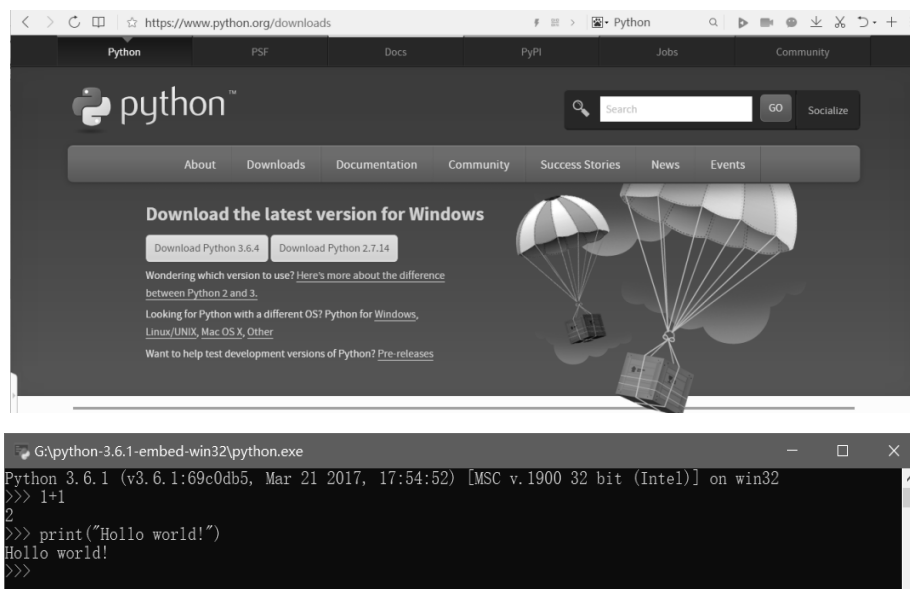 https://www.python.org/downloads
Python
Python PSF Docs PyPI Jobs Community
python™
Search GO Socialize
About Downloads Documentation Community Success Stories News Events
Download the latest version for Windows
Download Python 3.6.4 Download Python 2.7.14
Wondering which version to use? Here's more about the difference
between Python 2 and 3.
Looking for Python with a different OS? Python for Windows,
Linux/UNIX, Mac OS X, Other
Want to help test development versions of Python? Pre-releases
G:\python-3.6.1-embed-win32\python.exe
Python 3.6.1 (v3.6.1:69c0db5, Mar 21 2017, 17:54:52) [MSC v.1900 32 bit (Intel)] on win32
>>> 1+1
2
>>> print("Hello world!")
Hello world!
>>>